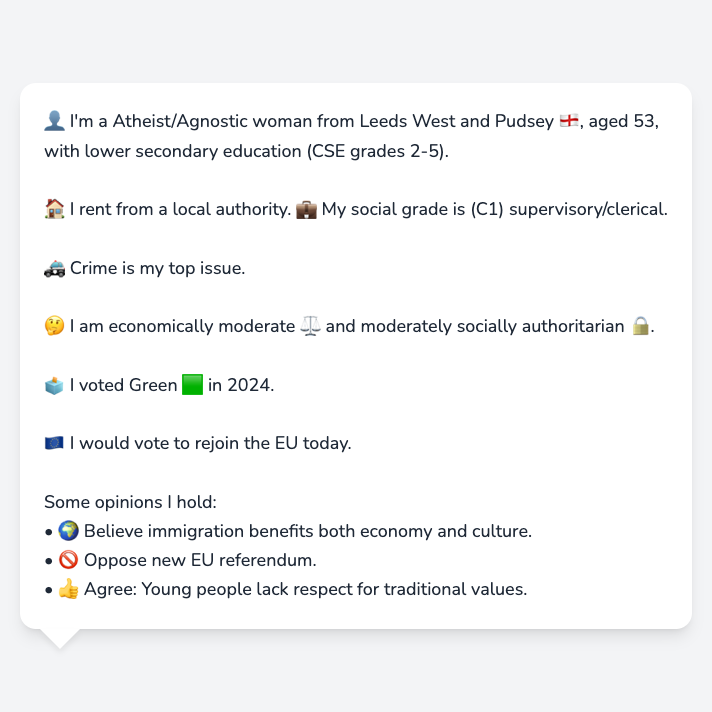 👤 I'm a Atheist/Agnostic woman from Leeds West and Pudsey 🏴󠁧󠁢󠁥󠁮󠁧󠁿, aged 53,
with lower secondary education (CSE grades 2-5).
🏠 I rent from a local authority. 💼 My social grade is (C1) supervisory/clerical.
🚓 Crime is my top issue.
🤔 I am economically moderate ⚖️ and moderately socially authoritarian 🔒.
🗳️ I voted Green 🟩 in 2024.
🇪🇺 I would vote to rejoin the EU today.
Some opinions I hold:
• 🌍 Believe immigration benefits both economy and culture.
• 🚫 Oppose new EU referendum.
• 👍 Agree: Young people lack respect for traditional values.